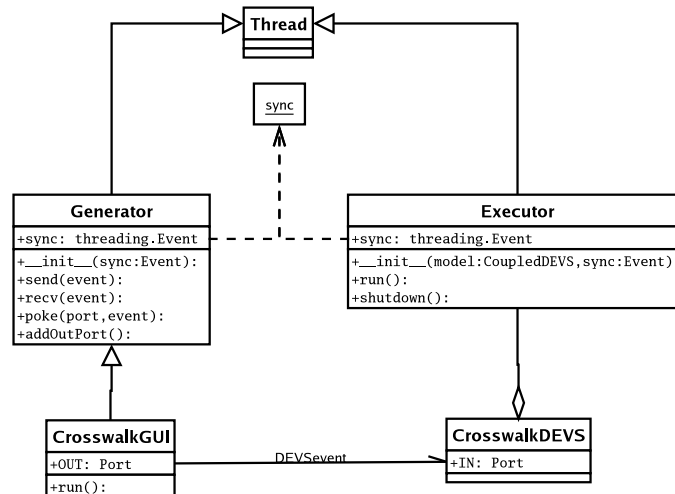 Thread
sync
Generator
+sync: threading.Event
+__init__(sync:Event):
+send(event):
+recv(event):
+poke(port,event):
+addOutPort():
Executor
+sync: threading.Event
+__init__(model:CoupledDEVS,sync:Event)
+run():
+shutdown():
CrosswalkGUI
+OUT: Port
+run():
DEVSevent
CrosswalkDEVS
+IN: Port